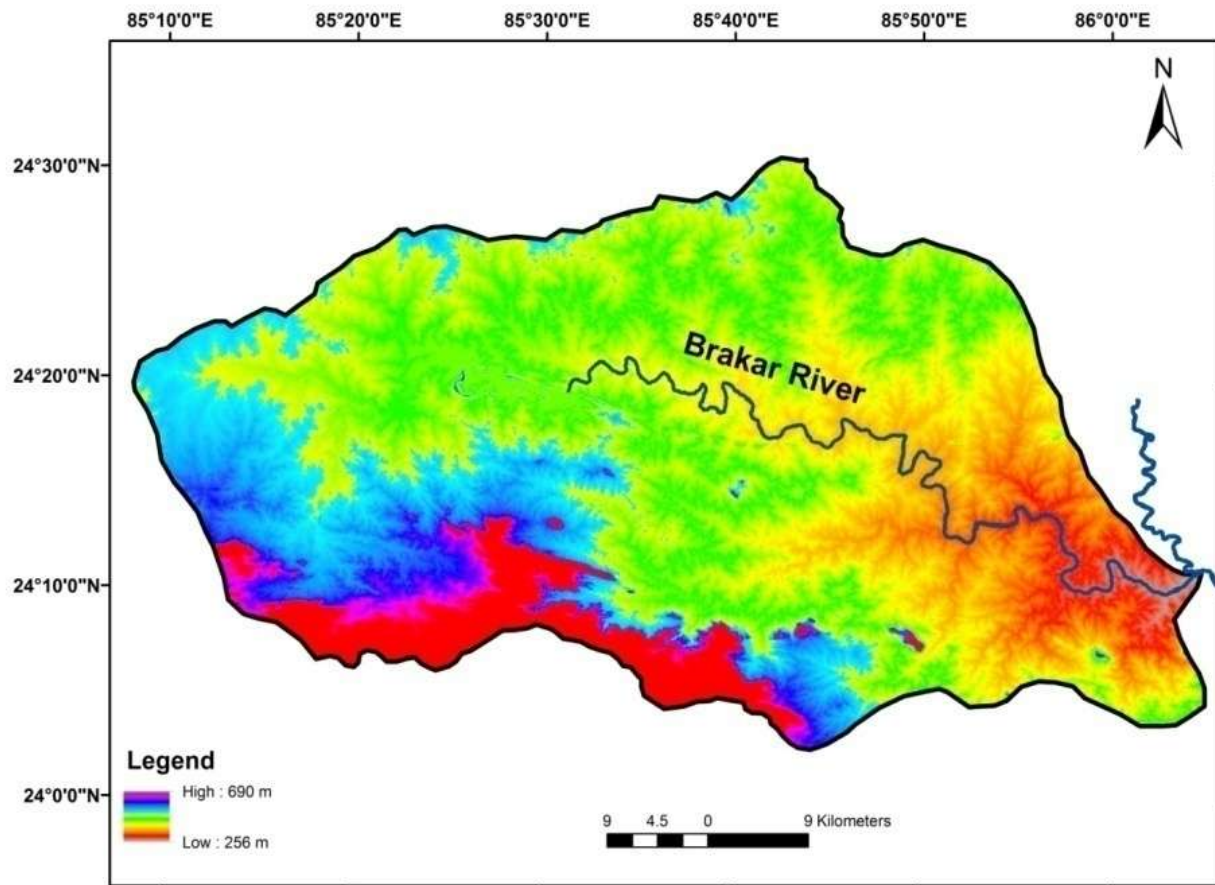 85°10'0"E 85°20'0"E 85°30'0"E 85°40'0"E 85°50'0"E 86°0'0"E
N
24°30'0"N
Brakar River
24°20'0"N
24°10'0"N
Legend
High : 690 m
24°0'0"N
Low : 256 m
9 4.5 0 9 Kilometers